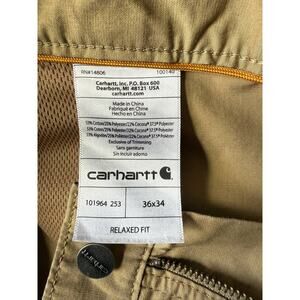 RN#14806 100140
Carhartt, Inc. P.O. Box 600
Dearborn, MI 48121 USA
carhartt.com
Made in China
Fabriqué en Chine
Hecho en China
Exclusive of Trimming
Sans garniture
Sin incluir adorno
carhartt
101964 253 36x34
RELAXED FIT